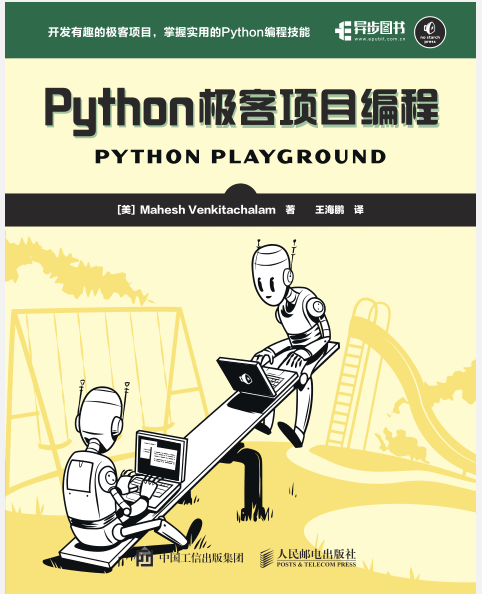 开发有趣的极客项目，掌握实用的Python编程技能
异步图书
www.epubit.com.cn
no starch
press
Python极客项目编程
PYTHON PLAYGROUND
[美] Mahesh Venkitachalam 著 王海鹏 译
中国工信出版集团
人民邮电出版社
POSTS & TELECOM PRESS